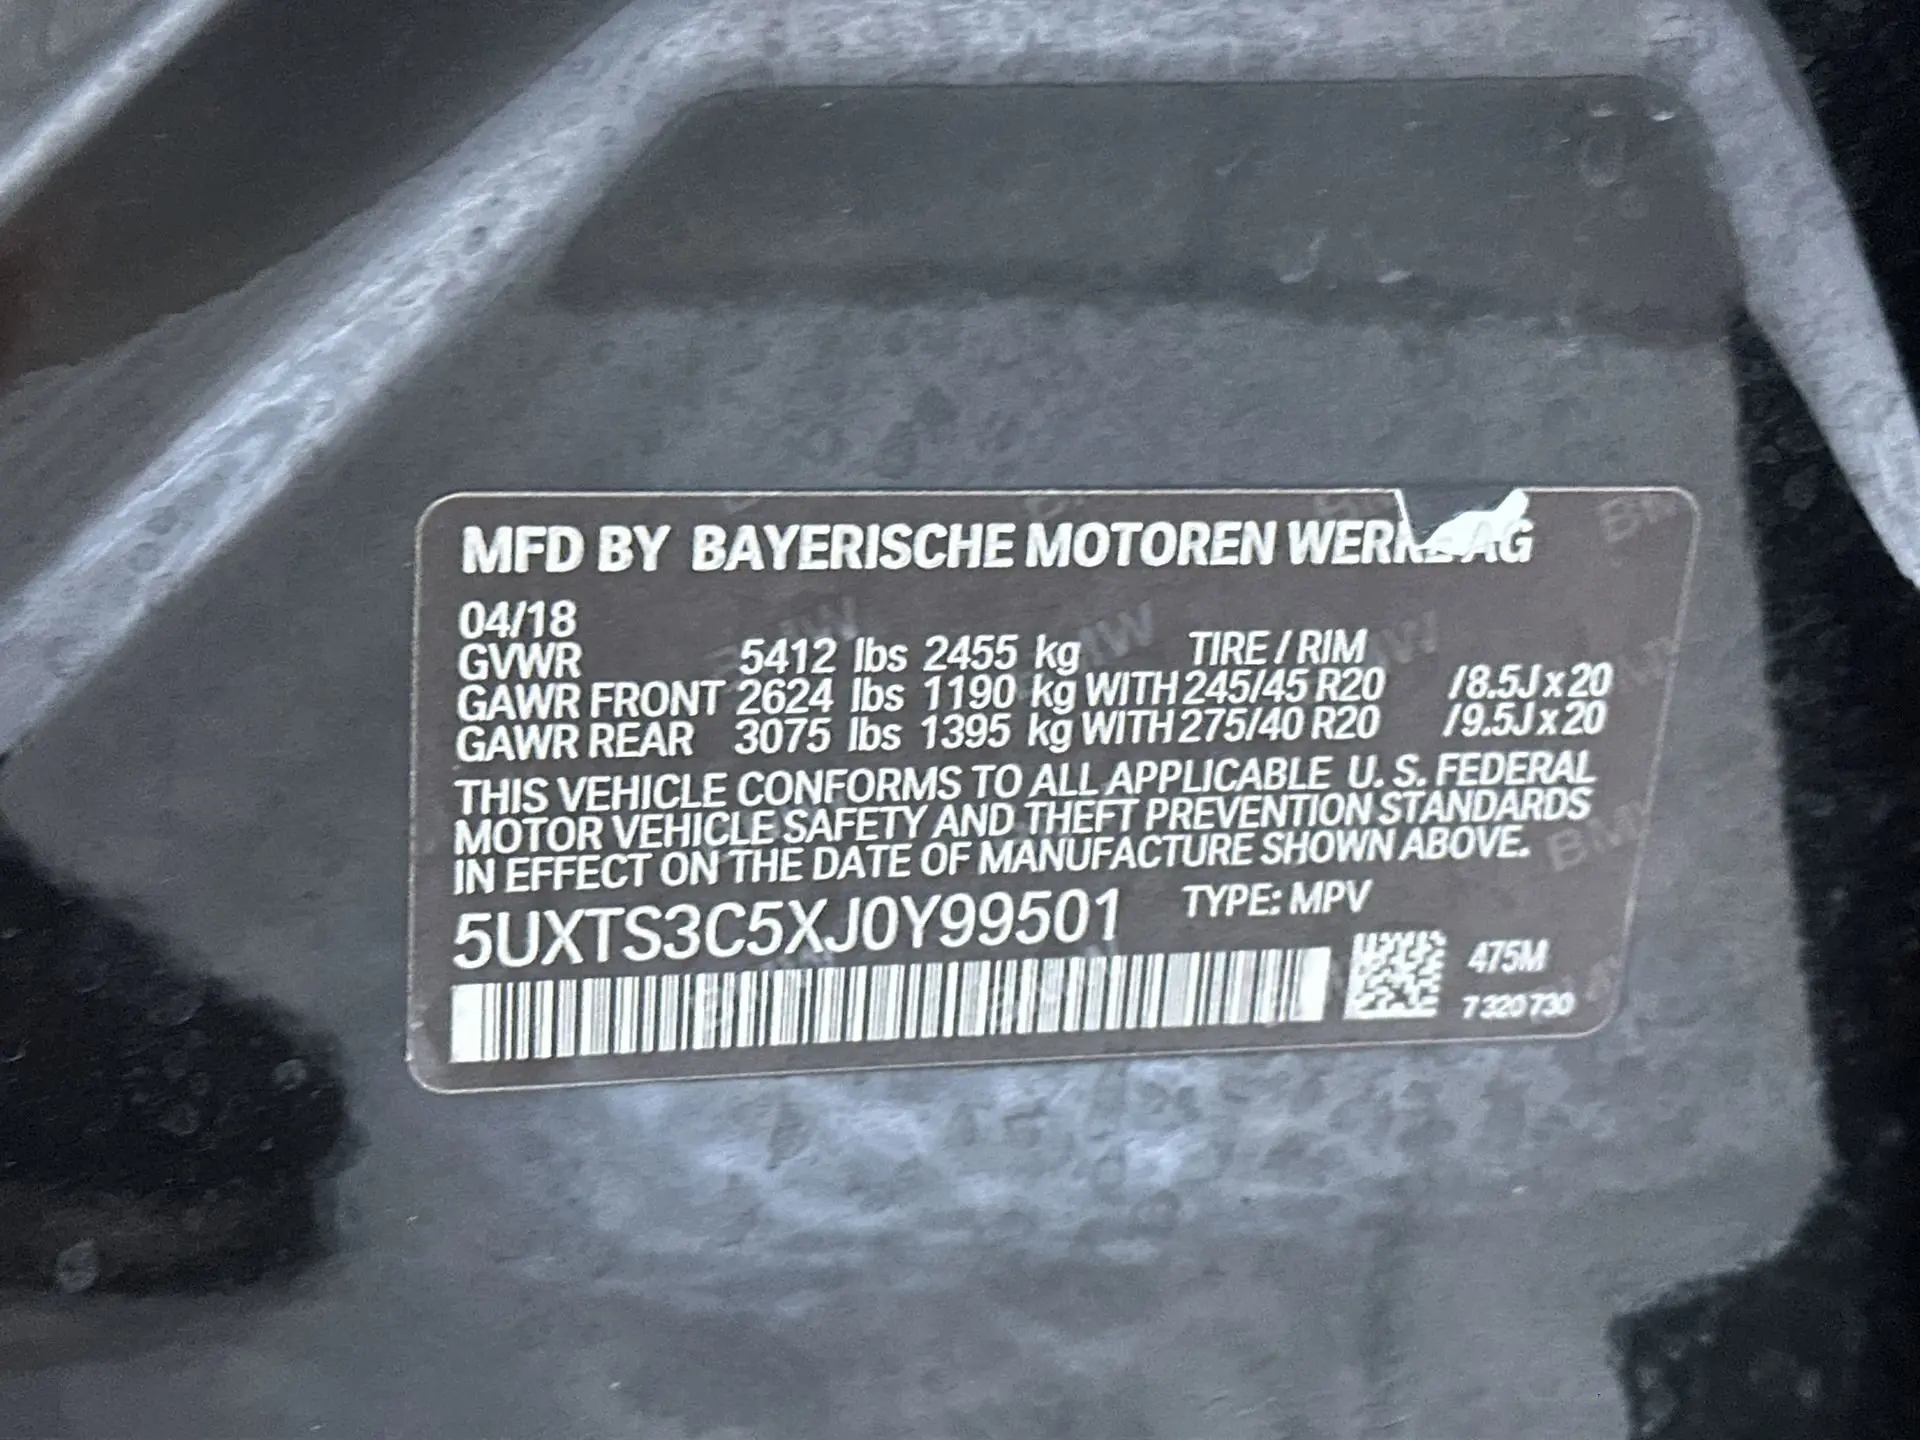 MFD BY BAYERISCHE MOTOREN WERKE AG
04/18
GVWR 5412 lbs 2455 kg TIRE / RIM
GAWR FRONT 2624 lbs 1190 kg WITH 245/45 R20 /8.5J x 20
GAWR REAR 3075 lbs 1395 kg WITH 275/40 R20 /9.5J x 20
THIS VEHICLE CONFORMS TO ALL APPLICABLE U. S. FEDERAL
MOTOR VEHICLE SAFETY AND THEFT PREVENTION STANDARDS
IN EFFECT ON THE DATE OF MANUFACTURE SHOWN ABOVE.
5UXTS3C5XJ0Y99501 TYPE: MPV
475M
7 320 730